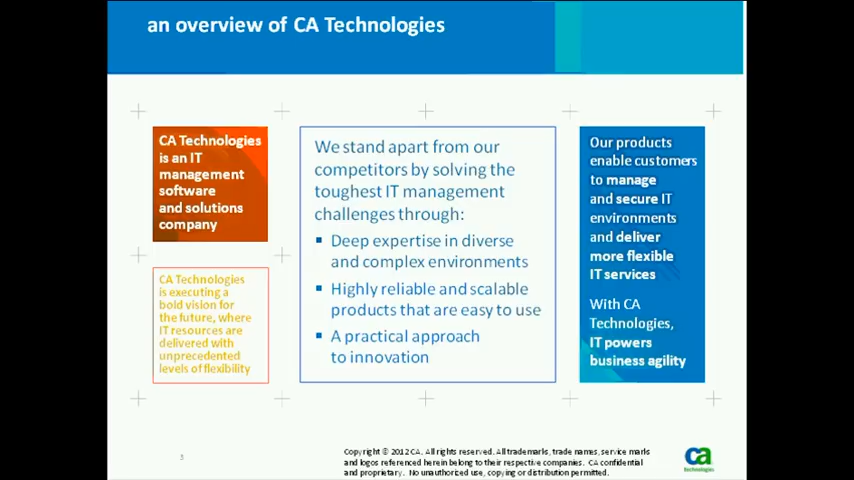 an overview of CA Technologies
CA Technologies
is an IT
management
software
and solutions
company
CA Technologies
is executing a
bold vision for
the future, where
IT resources are
delivered with
unprecedented
levels of flexibility
We stand apart from our
competitors by solving the
toughest IT management
challenges through:
▪ Deep expertise in diverse
and complex environments
▪ Highly reliable and scalable
products that are easy to use
▪ A practical approach
to innovation
Our products
enable customers
to manage
and secure IT
environments
and deliver
more flexible
IT services
With CA
Technologies,
IT powers
business agility
3
Copyright © 2012 CA. All rights reserved. All trademarks, trade names, service marks
and logos referenced herein belong to their respective companies. CA confidential
and proprietary. No unauthorized use, copying or distribution permitted.
ca
technologies